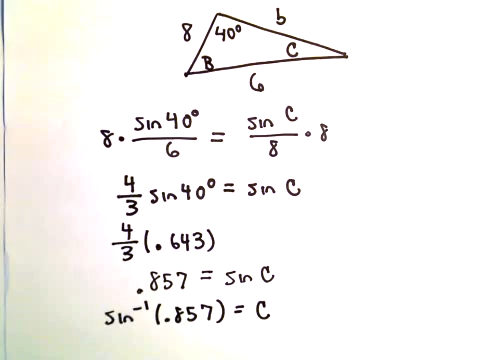 8 40° b
B C
6
8 · sin 40°/6 = sin C/8 · 8
4/3 sin 40° = sin C
4/3 (.643)
.857 = sin C
sin⁻¹(.857) = C